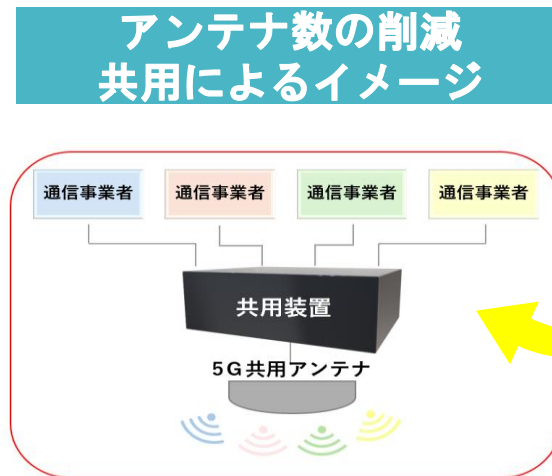 アンテナ数の削減
共用によるイメージ
通信事業者
通信事業者
通信事業者
通信事業者
共用装置
5G共用アンテナ